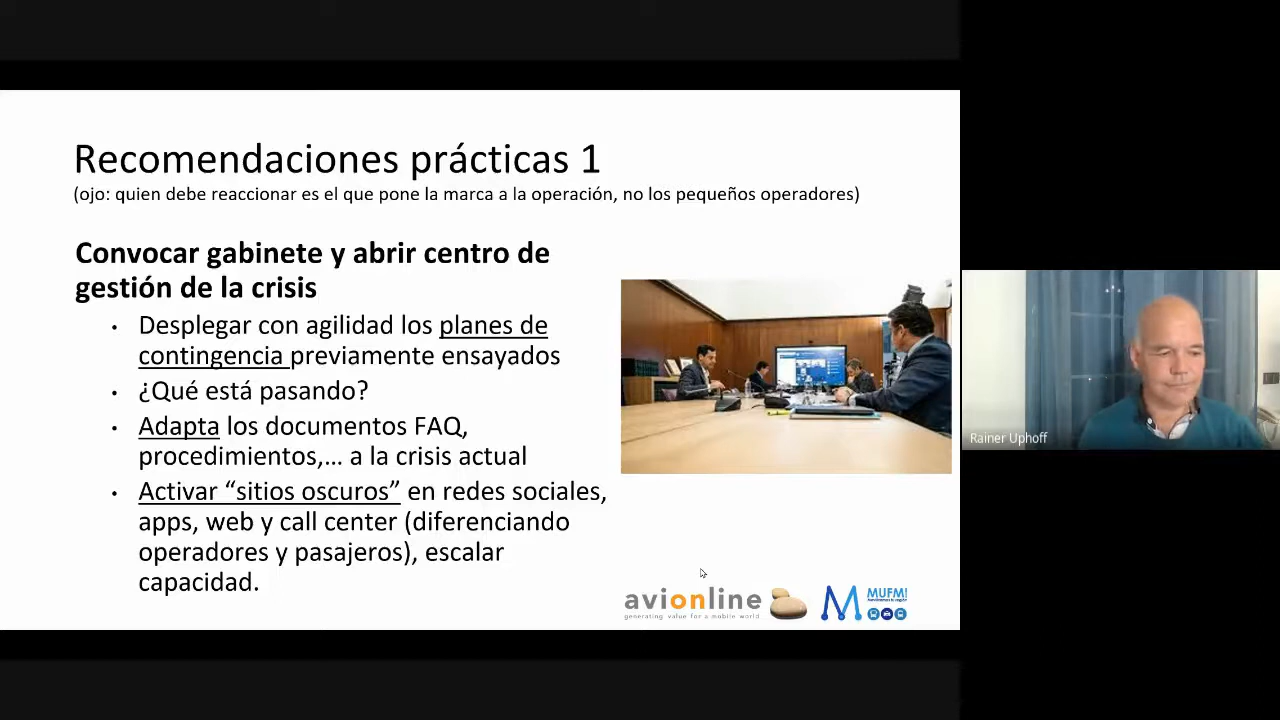 Recomendaciones prácticas 1
(ojo: quien debe reaccionar es el que pone la marca a la operación, no los pequeños operadores)
Convocar gabinete y abrir centro de
gestión de la crisis
• Desplegar con agilidad los planes de
contingencia previamente ensayados
• ¿Qué está pasando?
• Adapta los documentos FAQ,
procedimientos,... a la crisis actual
• Activar “sitios oscuros” en redes sociales,
apps, web y call center (diferenciando
operadores y pasajeros), escalar
capacidad.
avionline
generating value for a mobile world
M MUFMI
Rainer Uphoff